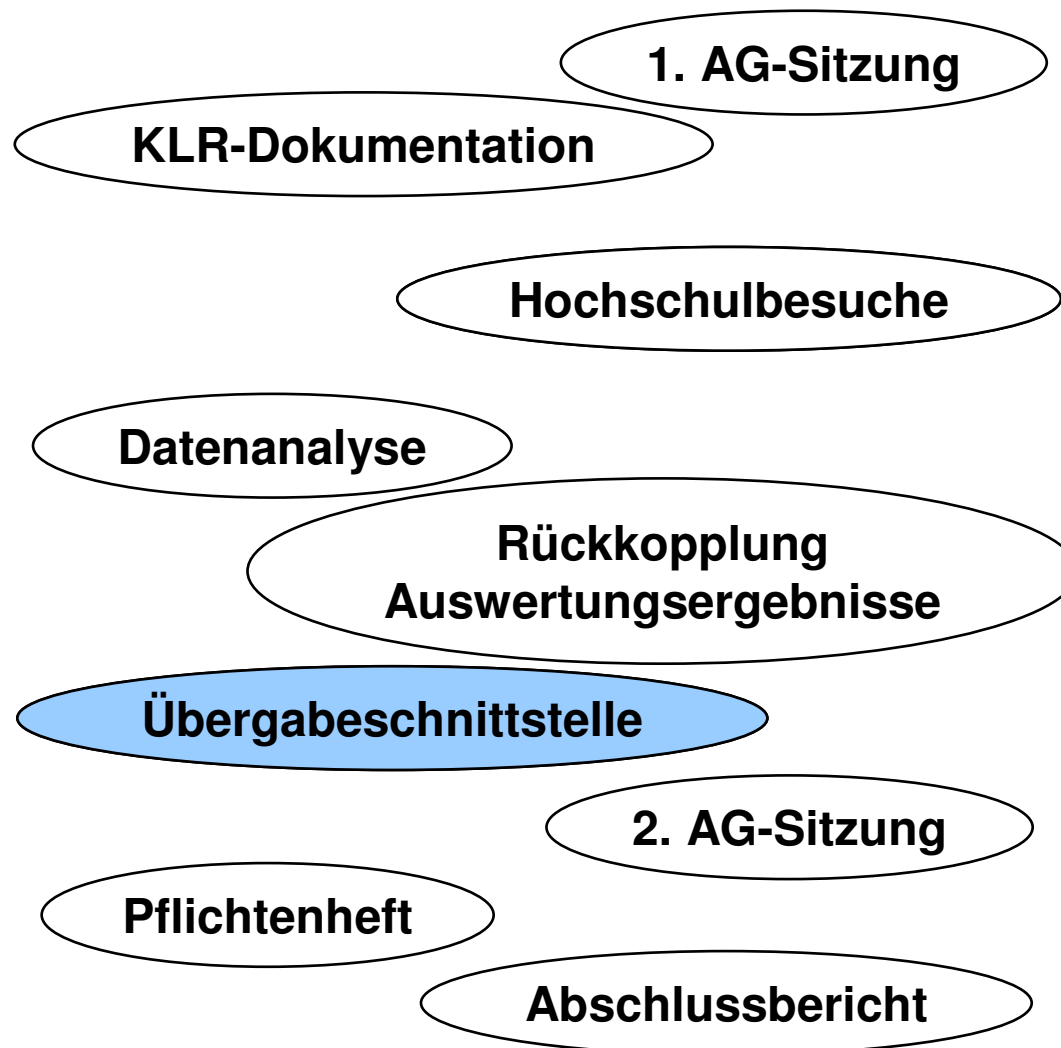 1. AG-Sitzung
KLR-Dokumentation
Hochschulbesuche
Datenanalyse
Rückkopplung
Auswertungsergebnisse
Übergabeschnittstelle
2. AG-Sitzung
Pflichtenheft
Abschlussbericht